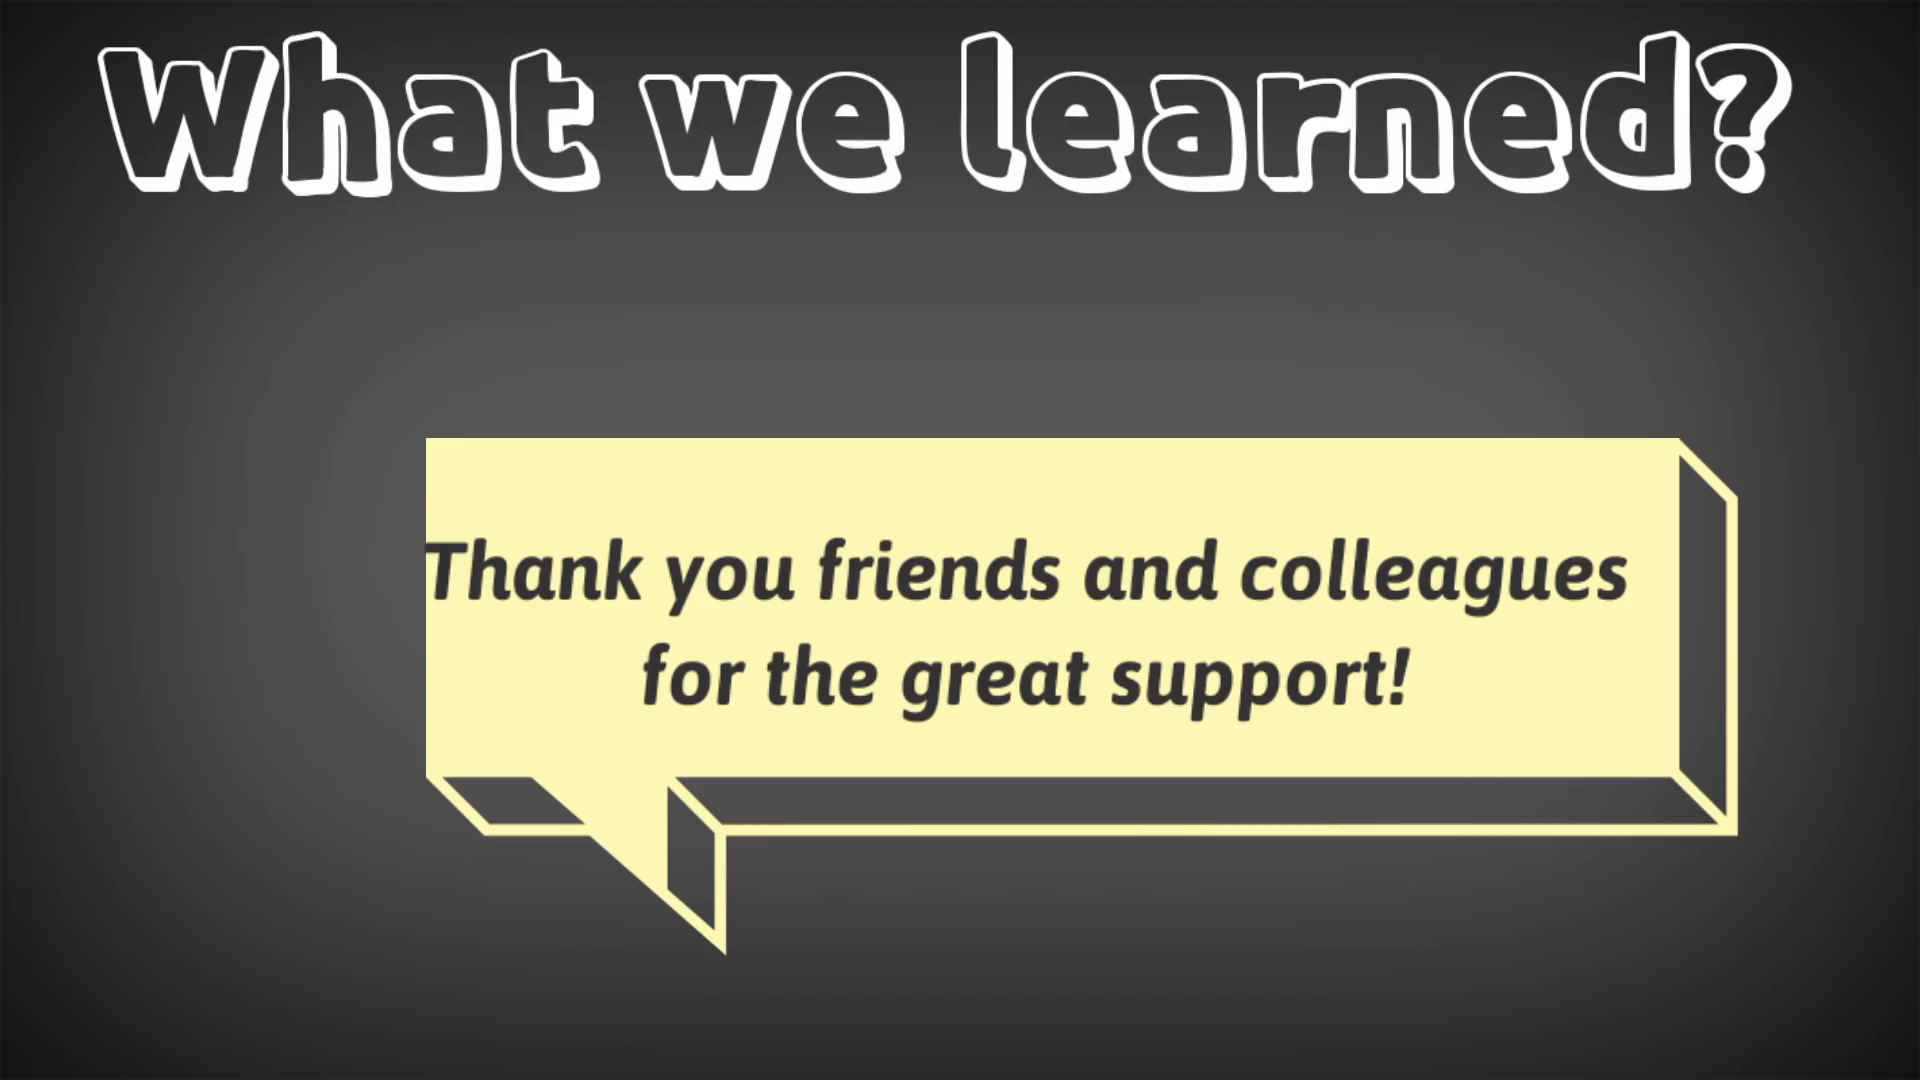 What we learned?
Thank you friends and colleagues
for the great support!